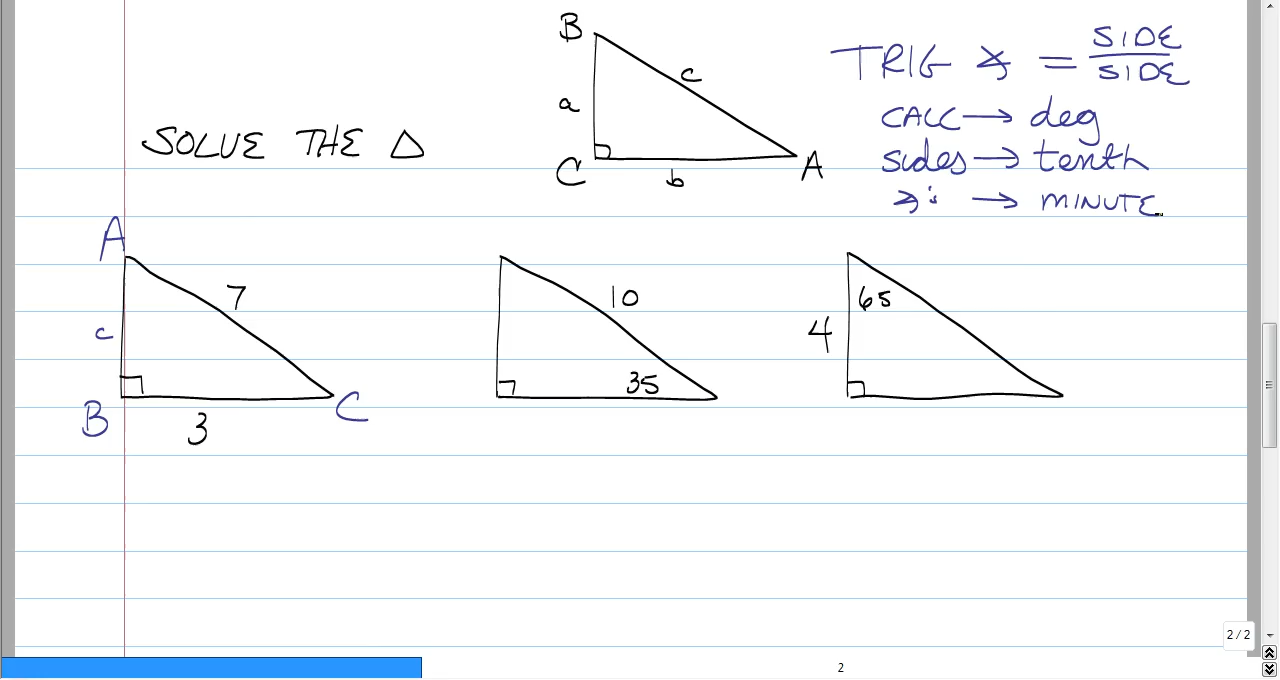 B
a
c
C
b
A
SOLVE THE △
TRIG ∡ = SIDE
SIDE
CALC → deg
sides → tenth
∡'s → MINUTE
A
7
c
B
3
C
10
35
65
4
2 / 2
2